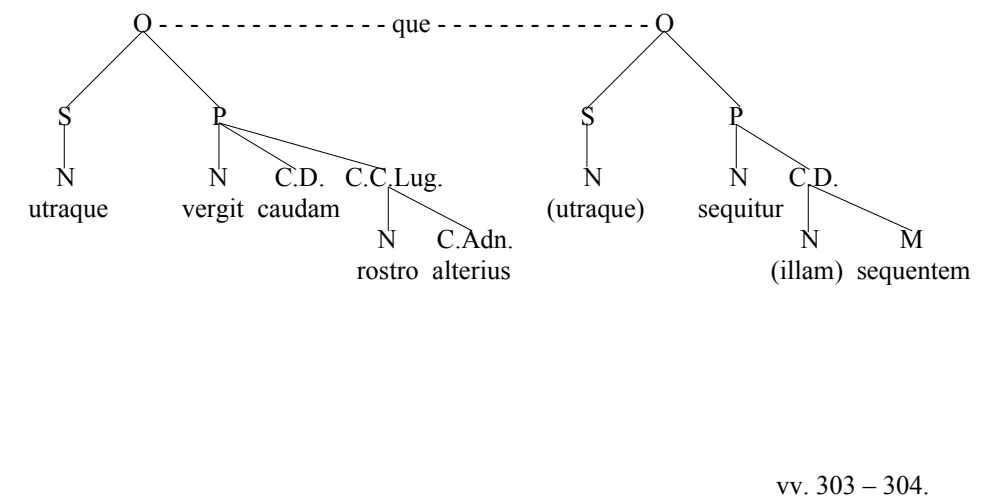 O - - - - - - - - - - - - - - - - que - - - - - - - - - - - - - - - - - O
S P S P
N N C.D. C.C.Lug. N N C.D.
utraque vergit caudam (utraque) sequitur
N C.Adn. N M
rostro alterius (illam) sequentem
vv. 303 – 304.